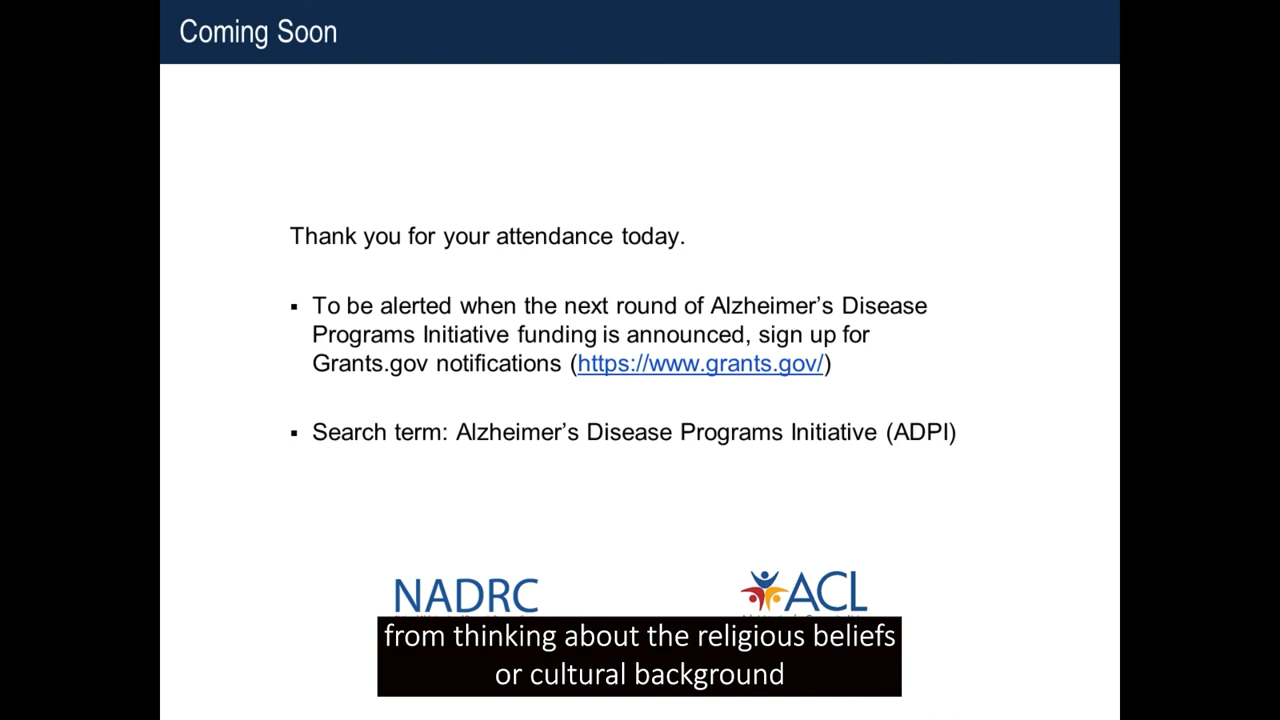 Coming Soon
Thank you for your attendance today.
▪ To be alerted when the next round of Alzheimer’s Disease
Programs Initiative funding is announced, sign up for
Grants.gov notifications (https://www.grants.gov/)
▪ Search term: Alzheimer’s Disease Programs Initiative (ADPI)
NADRC
ACL
from thinking about the religious beliefs
or cultural background